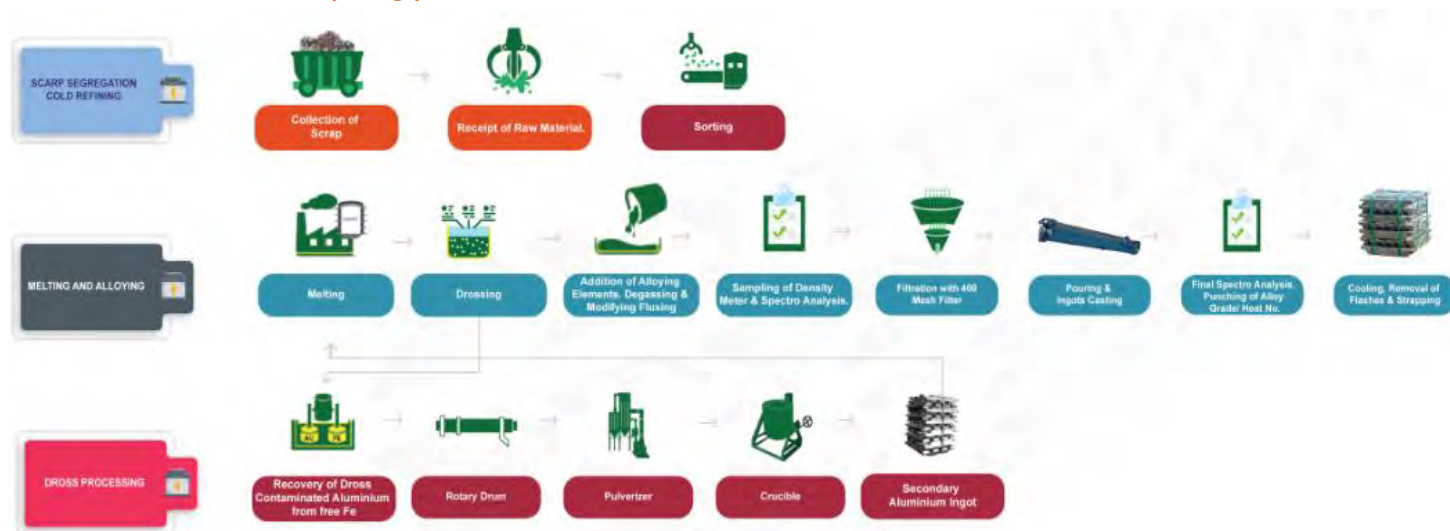 SCARP SEGREGATION
COLD REFINING
Collection of
Scrap
Receipt of Raw Material.
Sorting
MELTING AND ALLOYING
Melting
Drossing
Addition of Alloying
Elements. Degassing &
Modifying Fluxing
Sampling of Density
Meter & Spectro Analysis.
Filtration with 400
Mesh Filter
Pouring &
Ingots Casting
Final Spectro Analysis.
Punching of Alloy
Grade/ Heat No.
Cooling, Removal of
Flashes & Strapping
DROSS PROCESSING
Recovery of Dross
Contaminated Aluminium
from free Fe
Rotary Drum
Pulverizer
Crucible
Secondary
Aluminium Ingot